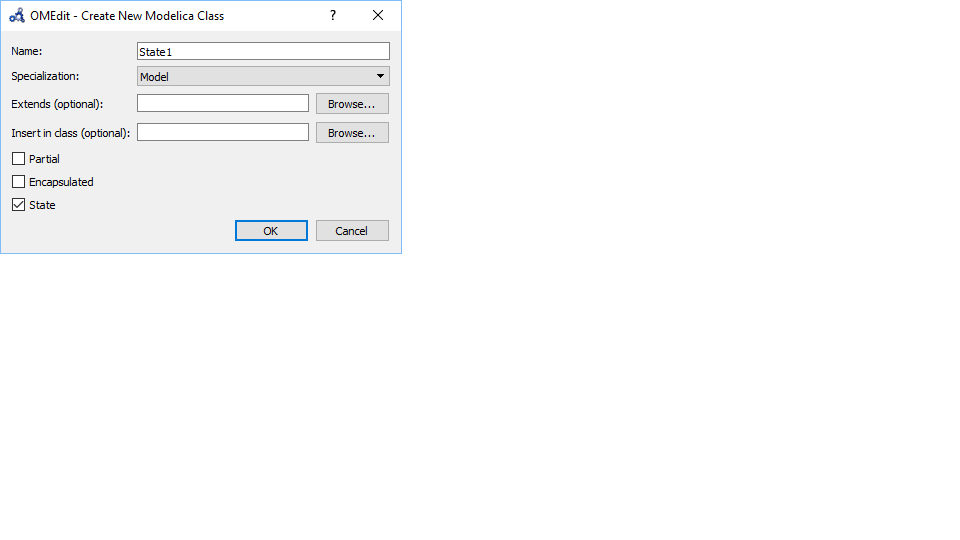 OMEdit - Create New Modelica Class ?
Name: State1
Specialization: Model
Extends (optional): Browse...
Insert in class (optional): Browse...
Partial
Encapsulated
State
OK Cancel